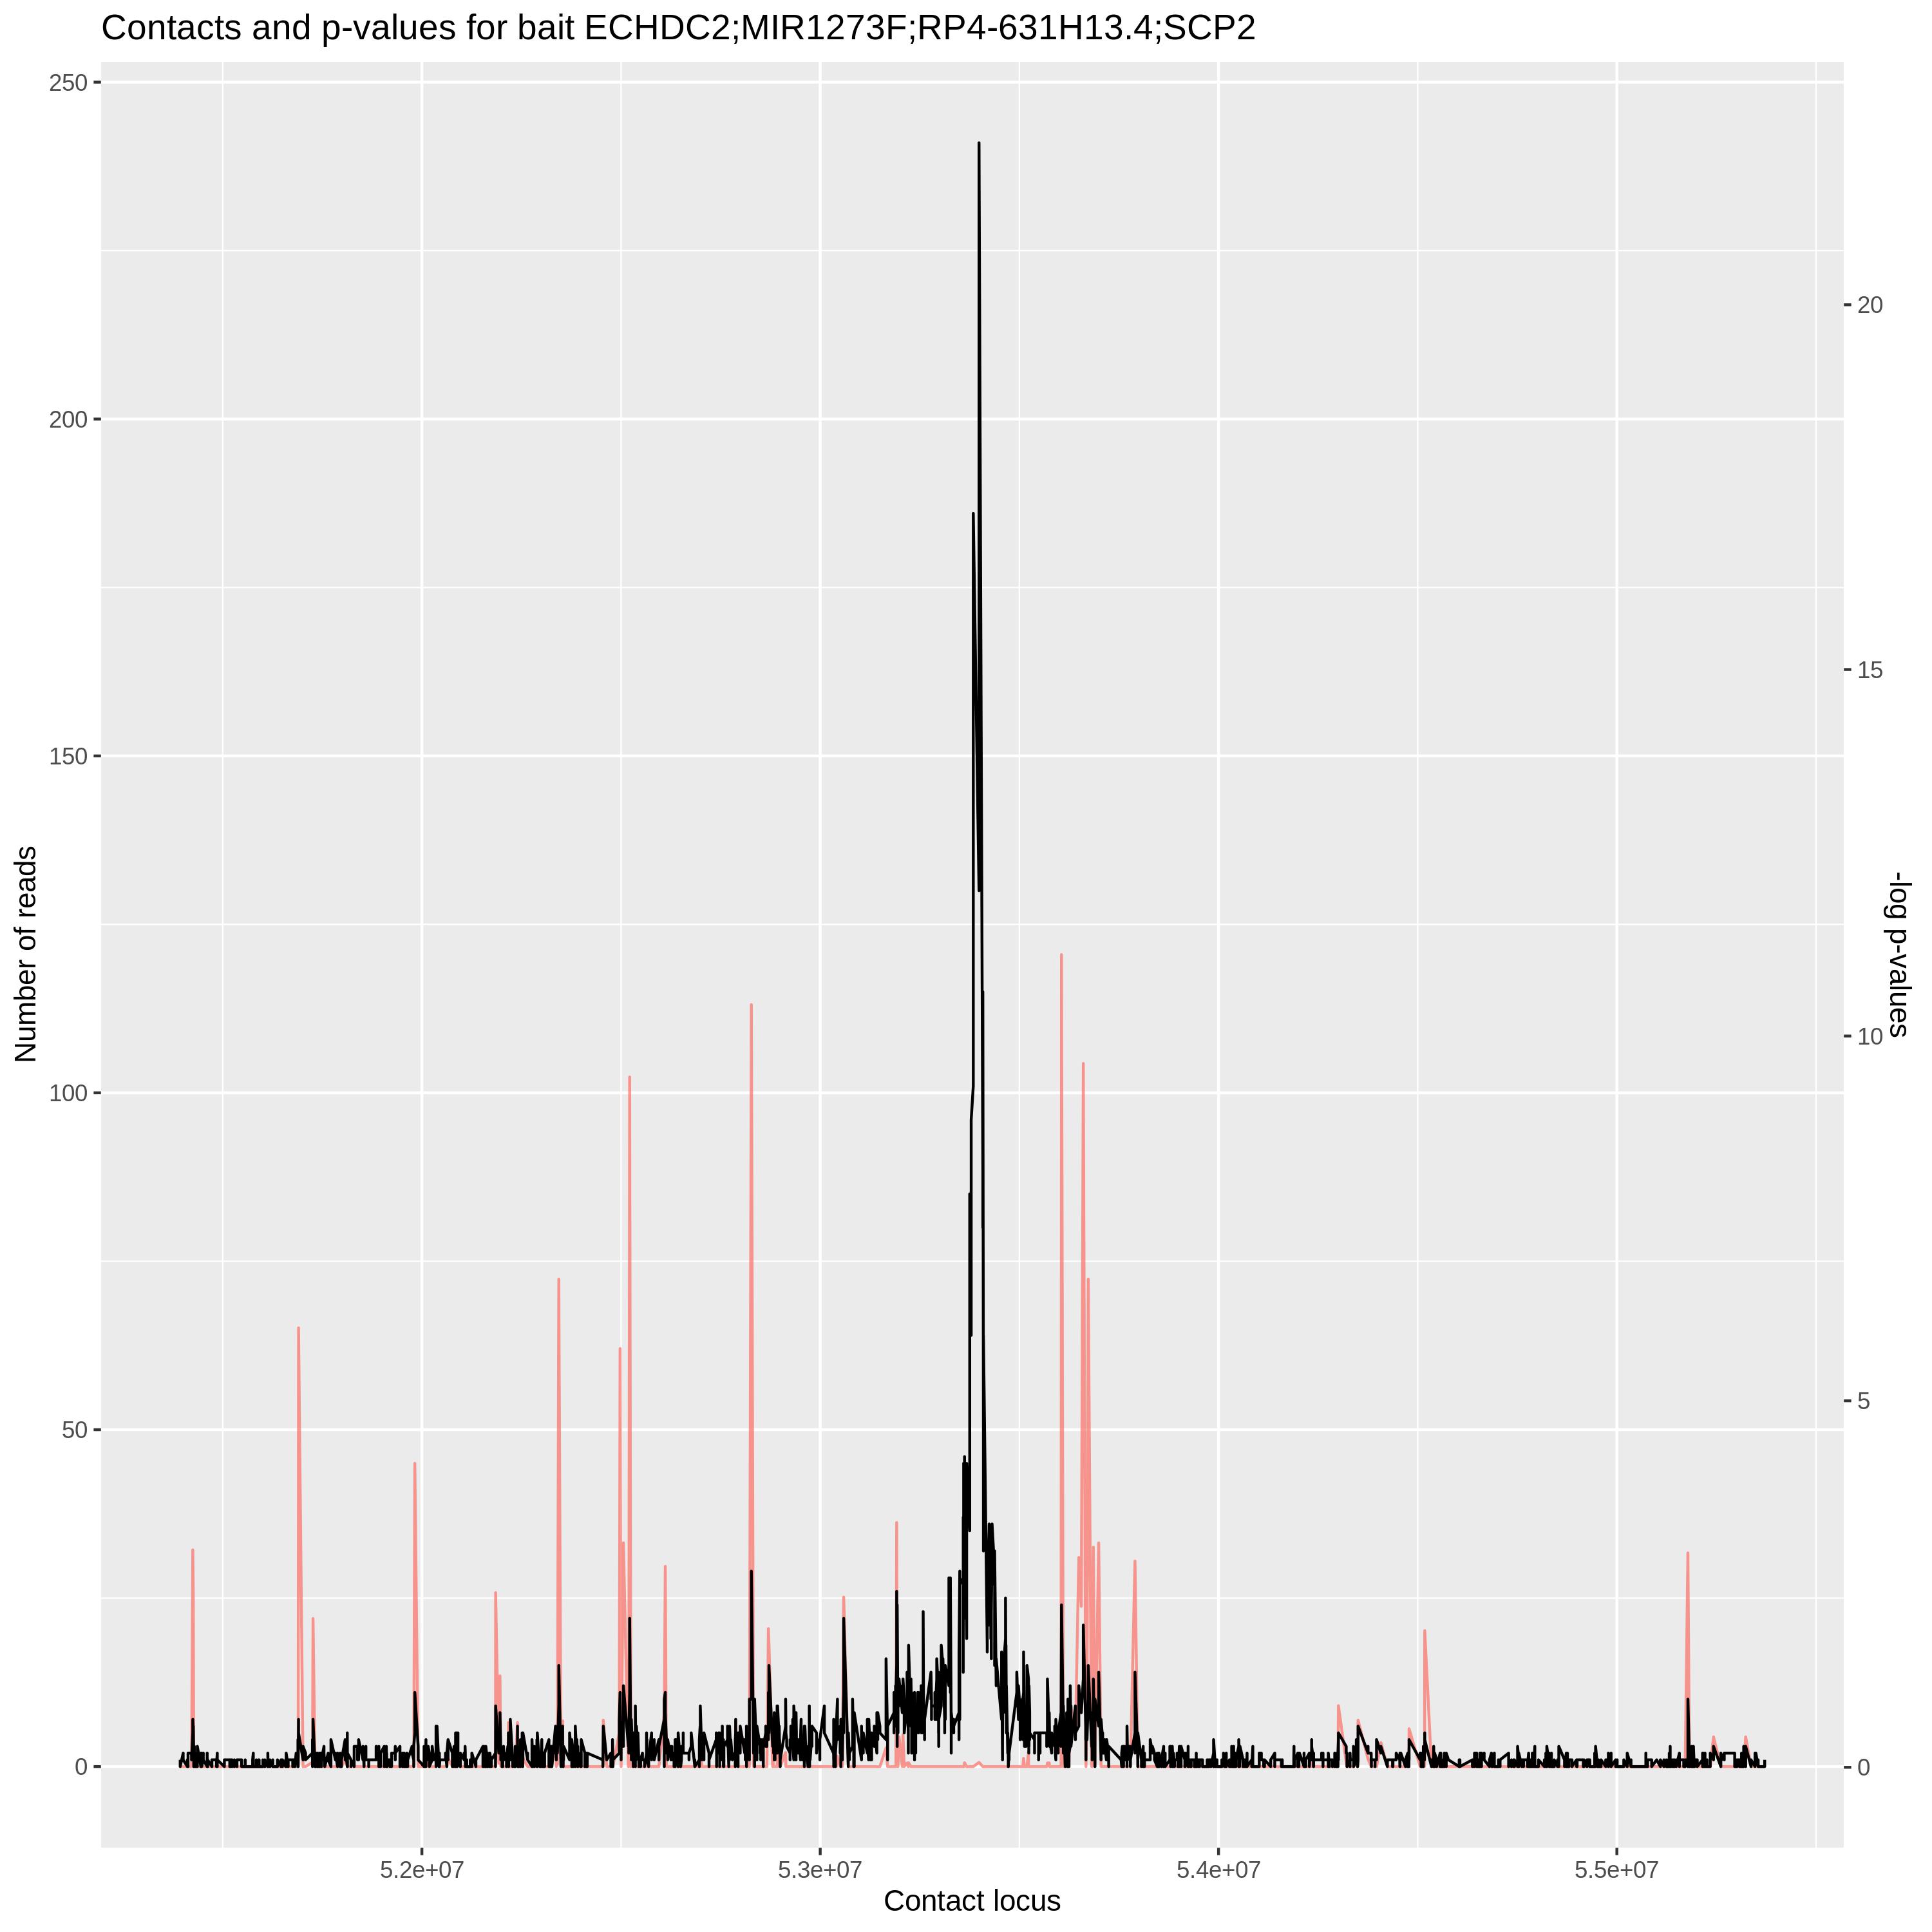 Contacts and p-values for bait ECHDC2;MIR1273F;RP4-631H13.4;SCP2
250
200
150
100
50
0
Number of reads
20
15
10
5
0
-log p-values
5.2e+07
5.3e+07
5.4e+07
5.5e+07
Contact locus